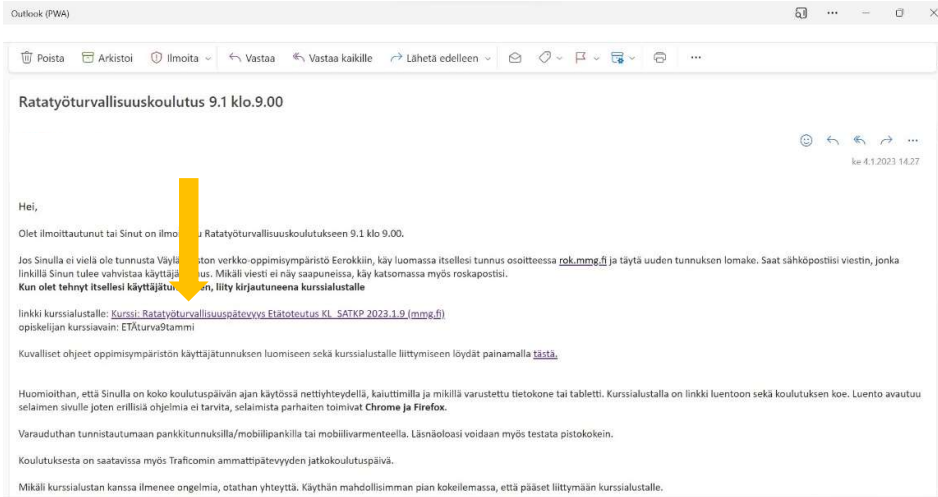 Outlook (PWA)
Poista Arkistoi Ilmoita Vastaa Vastaa kaikille Lähetä edelleen
Ratatyöturvallisuuskoulutus 9.1 klo.9.00
ke 4.1.2023 14.27
Hei,
Olet ilmoittautunut tai Sinut on Ratatyöturvallisuuskoulutukseen 9.1 klo 9.00.
Jos Sinulla ei vielä ole tunnusta verkko-oppimisympäristö Eerokkiin, käy luomassa itsellesi tunnus osoitteessa rok.mmg.fi ja täytä uuden tunnuksen lomake. Saat sähköpostiisi viestin, jonka
linkillä Sinun tulee vahvistaa Mikäli viesti ei näy saapuneissa, käy katsomassa myös roskapostisi.
Kun olet tehnyt itsellesi liity kirjautuneena kurssialustalle
linkki kurssialustalle: Kurssi: Ratatyöturvallisuuspätevyys Etätoteutus KL_SATKP 2023.1.9 (mmg.fi)
opiskelijan kurssiavain: ETÄturva9tammi
Kuvalliset ohjeet oppimisympäristön käyttäjätunnuksen luomiseen sekä kurssialustalle liittymiseen löydät painamalla tästä.
Huomioithan, että Sinulla on koko koulutuspäivän ajan käytössä nettiyhteydellä, kaiuttimilla ja mikillä varustettu tietokone tai tabletti. Kurssialustalla on linkki luentoon sekä koulutuksen koe. Luento avautuu
selaimen sivulle joten erillisiä ohjelmia ei tarvita, selaimista parhaiten toimivat Chrome ja Firefox.
Varauduthan tunnistautumaan pankkitunnuksilla/mobiilipankilla tai mobiilivarmenteella. Läsnäoloasi voidaan myös testata pistokokein.
Koulutuksesta on saatavissa myös Traficomin ammattipätevyyden jatkokoulutuspäivä.
Mikäli kurssialustan kanssa ilmenee ongelmia, otathan yhteyttä. Käythän mahdollisimman pian kokeilemassa, että pääset liittymään kurssialustalle.